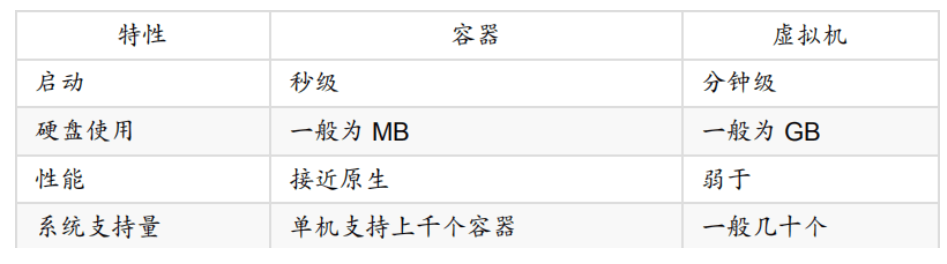 特性 容器 虚拟机
启动 秒级 分钟级
硬盘使用 一般为 MB 一般为 GB
性能 接近原生 弱于
系统支持量 单机支持上千个容器 一般几十个